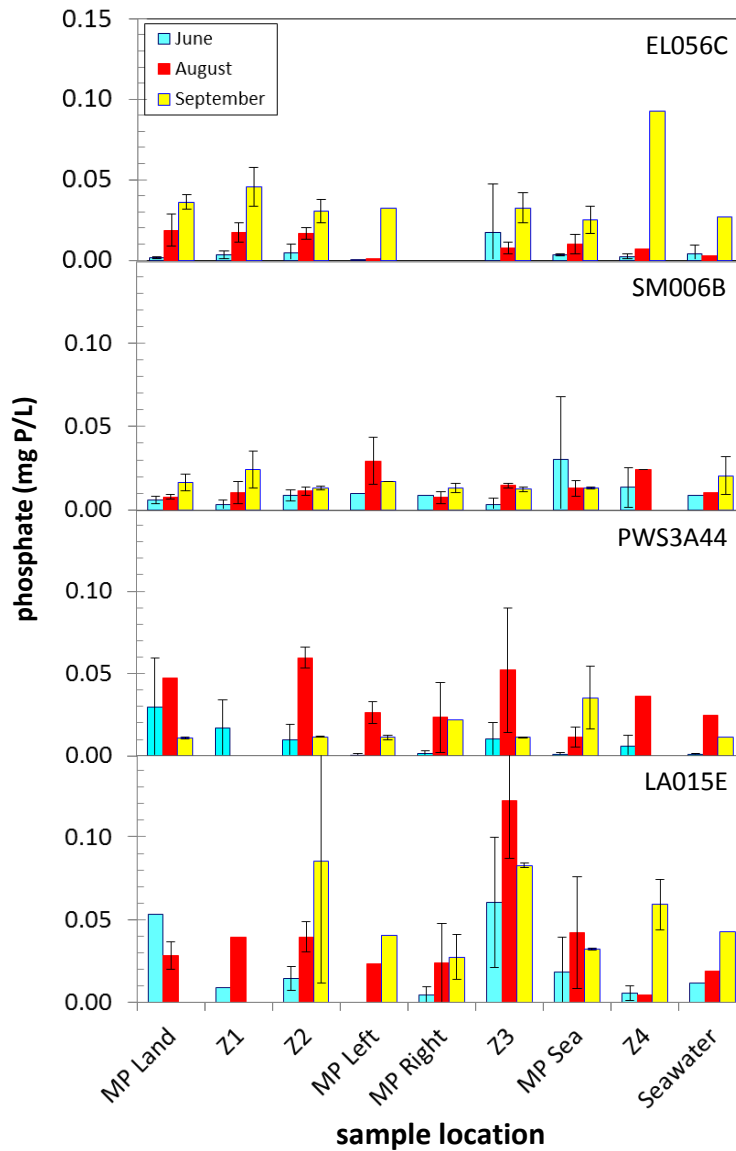 0.15
June
August
September
EL056C
0.10
0.05
0.00
SM006B
0.10
0.05
0.00
PWS3A44
0.10
0.05
0.00
LA015E
0.10
0.05
0.00
phosphate (mg P/L)
MP Land
Z1
Z2
MP Left
MP Right
Z3
MP Sea
Z4
Seawater
sample location